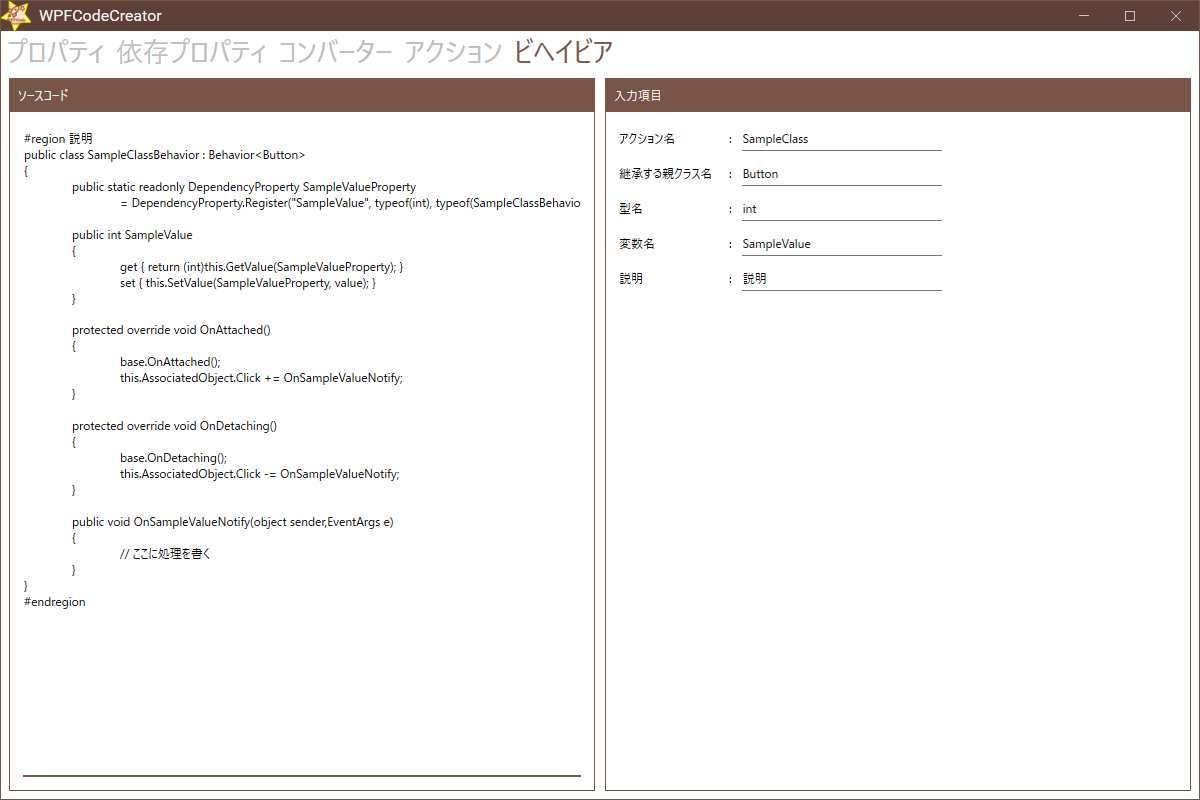 WPFCodeCreator
プロパティ 依存プロパティ コンバーター アクション ビヘイビア
ソースコード
#region 説明
public class SampleClassBehavior : Behavior<Button>
{
public static readonly DependencyProperty SampleValueProperty
= DependencyProperty.Register("SampleValue", typeof(int), typeof(SampleClassBehavio
public int SampleValue
{
get { return (int)this.GetValue(SampleValueProperty); }
set { this.SetValue(SampleValueProperty, value); }
}
protected override void OnAttached()
{
base.OnAttached();
this.AssociatedObject.Click += OnSampleValueNotify;
}
protected override void OnDetaching()
{
base.OnDetaching();
this.AssociatedObject.Click -= OnSampleValueNotify;
}
public void OnSampleValueNotify(object sender,EventArgs e)
{
// ここに処理を書く
}
}
#endregion
入力項目
アクション名 : SampleClass
継承する親クラス名 : Button
型名 : int
変数名 : SampleValue
説明 : 説明